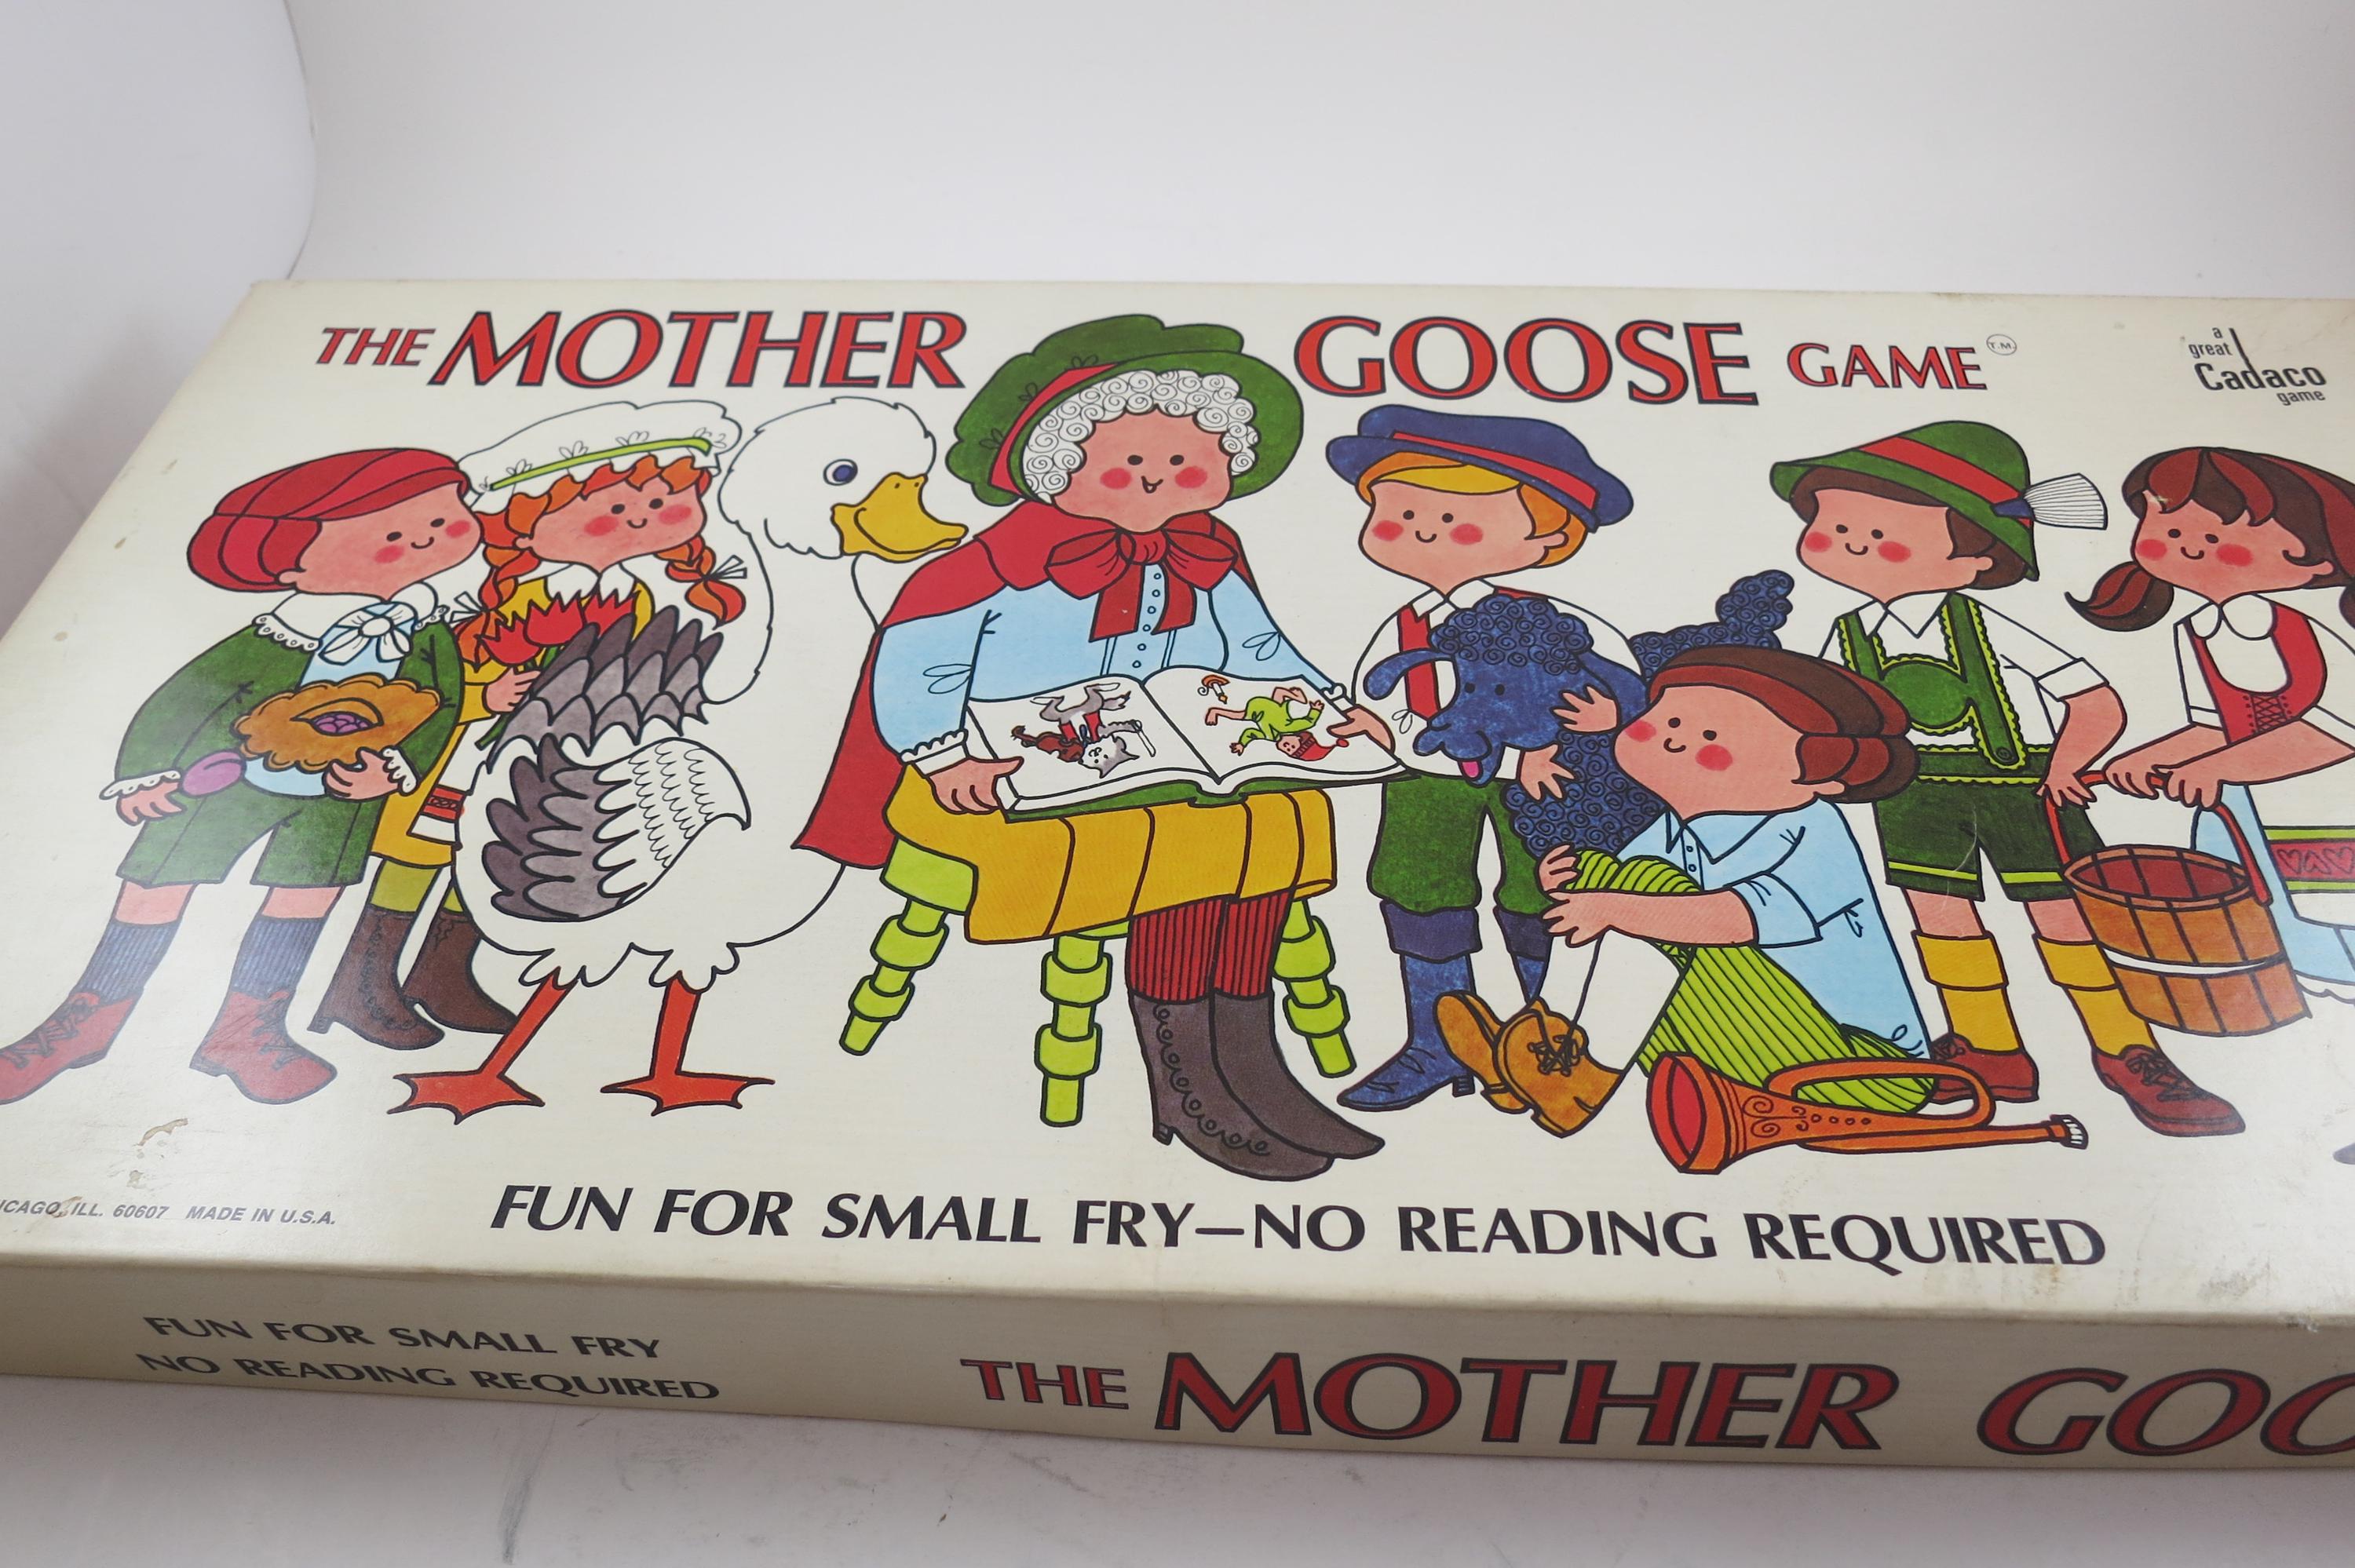 THE MOTHER GOOSE GAME T.M.
a
great
Cadaco
game
ICAGO, ILL. 60607 MADE IN U.S.A.
FUN FOR SMALL FRY—NO READING REQUIRED
FUN FOR SMALL FRY
NO READING REQUIRED
THE MOTHER GOO